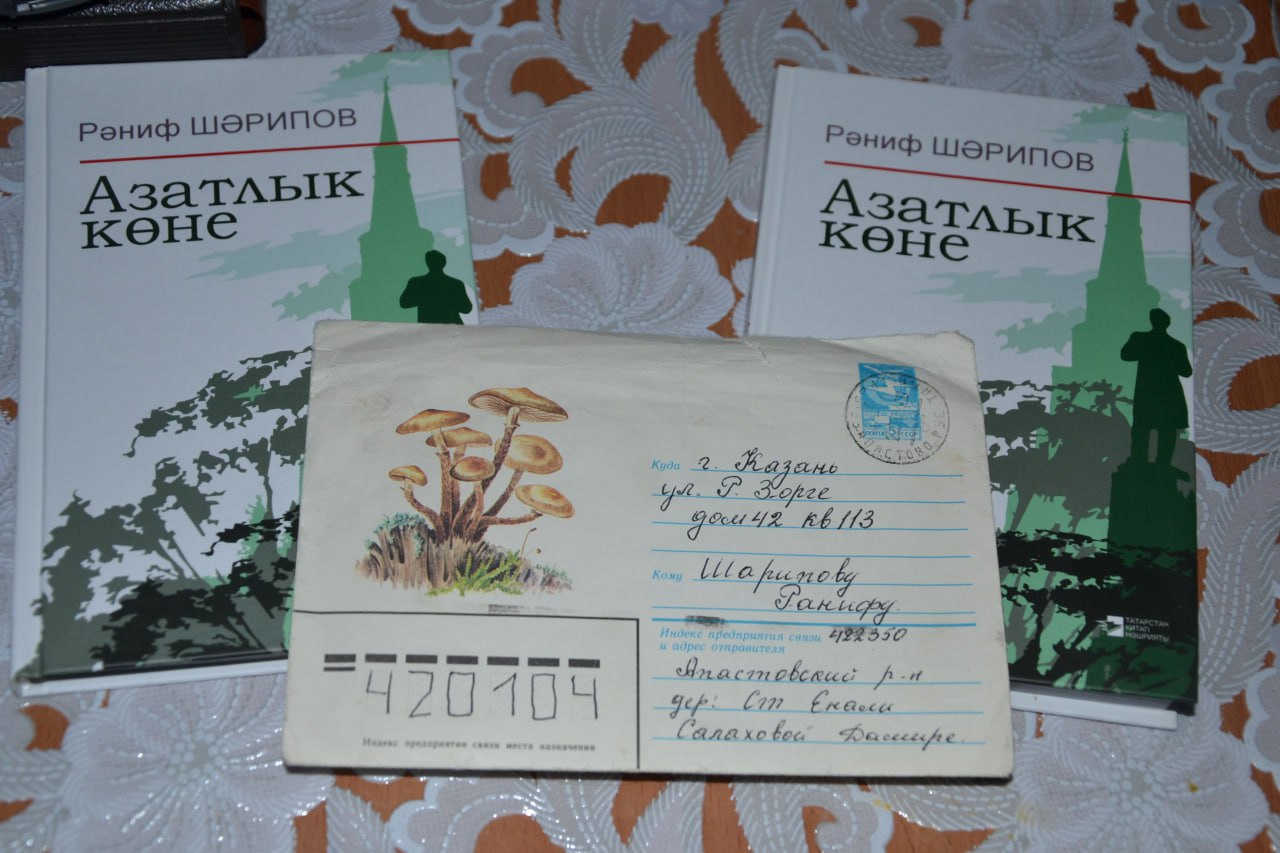 Рәниф ШӘРИПОВ
Азатлык
көне
Рәниф ШӘРИПОВ
Азатлык
көне
ТАТАРСТАН
КИТАП
НӘШРИЯТЫ
ПОЧТА СССР
Куда г. Казань
ул. Р. Зорге
дом 42 кв 113
Кому Шарипову
Ранифу.
Индекс предприятия связи 422350
и адрес отправителя
Апастовский р-н
дер: Ст Енали
Салаховой Дамире.
420104
Индекс предприятия связи места назначения